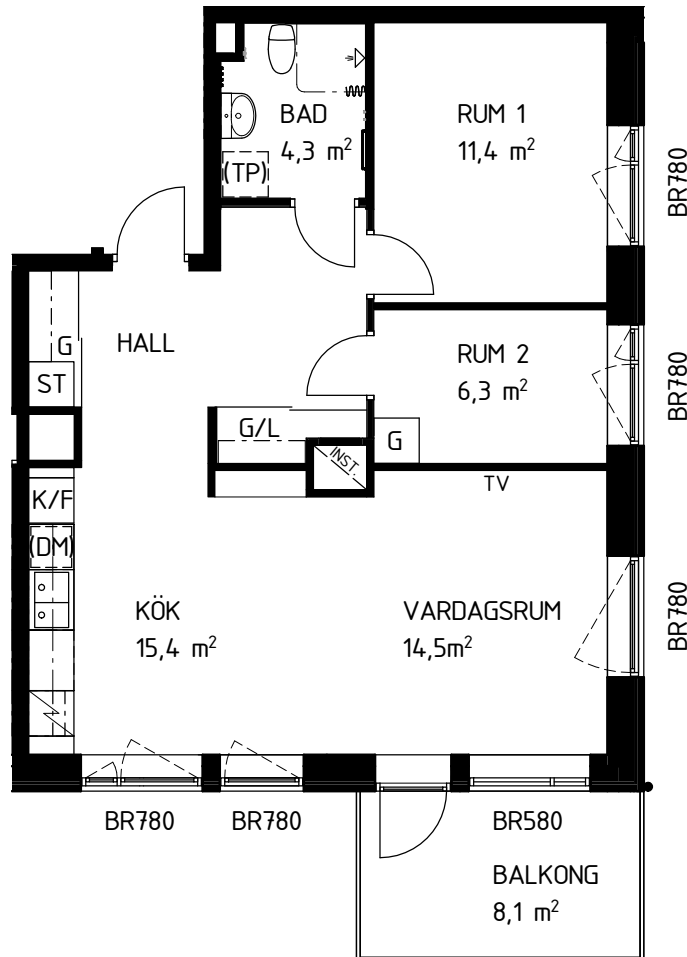 BAD
4,3 m²
(TP)
RUM 1
11,4 m²
BR780
HALL
G
ST
RUM 2
6,3 m²
BR780
G/L
G
INST.
TV
K/F
(DM)
KÖK
15,4 m²
VARDAGSRUM
14,5m²
BR780
BR780
BR780
BR580
BALKONG
8,1 m²